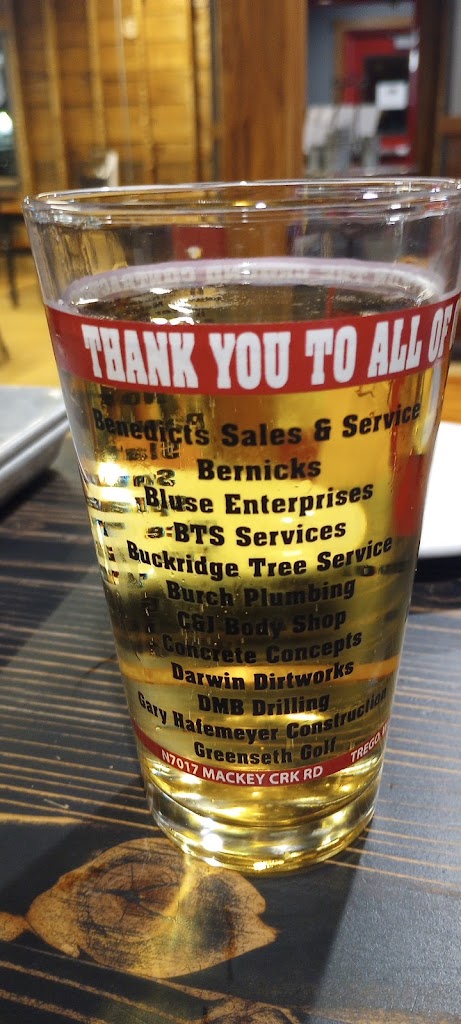 THANK YOU TO ALL OF
Benedicts Sales & Service
Bernicks
Bluse Enterprises
BTS Services
Buckridge Tree Service
Burch Plumbing
C&J Body Shop
Concrete Concepts
Darwin Dirtworks
DMB Drilling
Gary Hafemeyer Construction
Greenseth Golf
N7017 MACKEY CRK RD TREGO